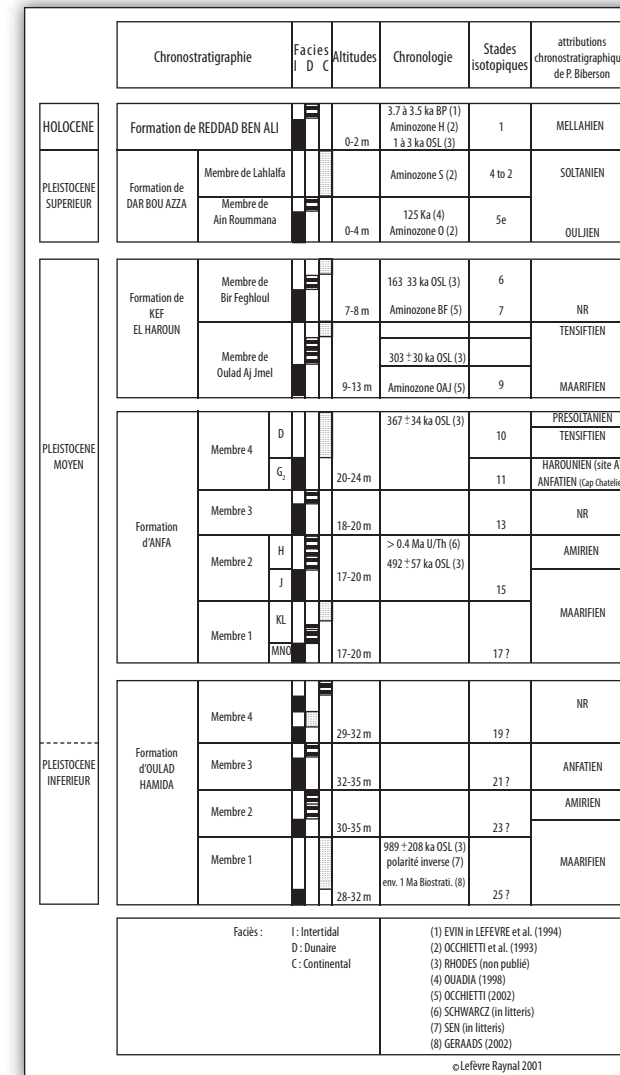 Chronostratigraphie
Facies
I D C
Altitudes
Chronologie
Stades
isotopiques
attributions
chronostratigraphiqu
de P. Biberson
HOLOCENE
Formation de REDDAD BEN ALI
0-2 m
3.7 à 3.5 ka BP (1)
Aminozone H (2)
1 à 3 ka OSL (3)
1
MELLAHIEN
PLEISTOCENE
SUPERIEUR
Formation de
DAR BOU AZZA
Membre de Lahlalfa
Aminozone S (2)
4 to 2
SOLTANIEN
Membre de
Ain Roummana
0-4 m
125 Ka (4)
Aminozone O (2)
5e
OULJIEN
PLEISTOCENE
MOYEN
Formation de
KEF
EL HAROUN
Membre de
Bir Feghloul
7-8 m
163 33 ka OSL (3)
Aminozone BF (5)
6
7
NR
TENSIFTIEN
Membre de
Oulad Aj Jmel
9-13 m
303 ±30 ka OSL (3)
Aminozone OAJ (5)
9
MAARIFIEN
Formation
d'ANFA
Membre 4
D
G2
20-24 m
367 ±34 ka OSL (3)
10
11
PRESOLTANIEN
TENSIFTIEN
HAROUNIEN (site A
ANFATIEN (Cap Chatelie
Membre 3
18-20 m
13
NR
Membre 2
H
J
17-20 m
> 0.4 Ma U/Th (6)
492 ±57 ka OSL (3)
15
AMIRIEN
MAARIFIEN
Membre 1
KL
MNO
17-20 m
17 ?
PLEISTOCENE
INFERIEUR
Formation
d'OULAD
HAMIDA
Membre 4
29-32 m
19 ?
NR
Membre 3
32-35 m
21 ?
ANFATIEN
Membre 2
30-35 m
23 ?
AMIRIEN
Membre 1
28-32 m
989 ±208 ka OSL (3)
polarité inverse (7)
env. 1 Ma Biostrati. (8)
25 ?
MAARIFIEN
Faciès :
I : Intertidal
D : Dunaire
C : Continental
(1) EVIN in LEFEVRE et al. (1994)
(2) OCCHIETTI et al. (1993)
(3) RHODES (non publié)
(4) OUADIA (1998)
(5) OCCHIETTI (2002)
(6) SCHWARCZ (in litteris)
(7) SEN (in litteris)
(8) GERAADS (2002)
© Lefèvre Raynal 2001